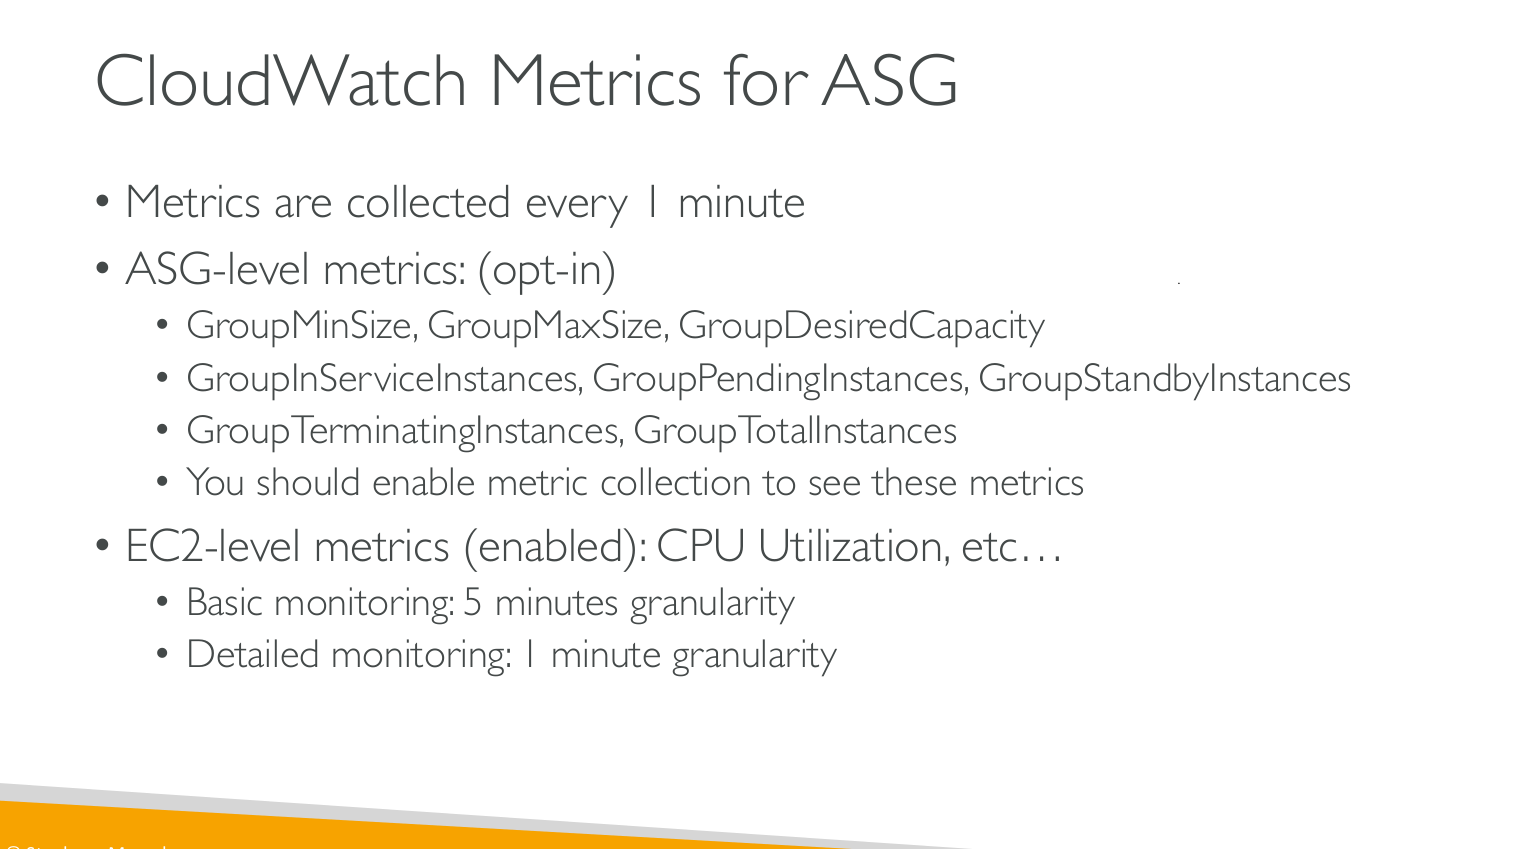 CloudWatch Metrics for ASG
• Metrics are collected every 1 minute
• ASG-level metrics: (opt-in)
• GroupMinSize, GroupMaxSize, GroupDesiredCapacity
• GroupInServiceInstances, GroupPendingInstances, GroupStandbyInstances
• GroupTerminatingInstances, GroupTotalInstances
• You should enable metric collection to see these metrics
• EC2-level metrics (enabled): CPU Utilization, etc…
• Basic monitoring: 5 minutes granularity
• Detailed monitoring: 1 minute granularity